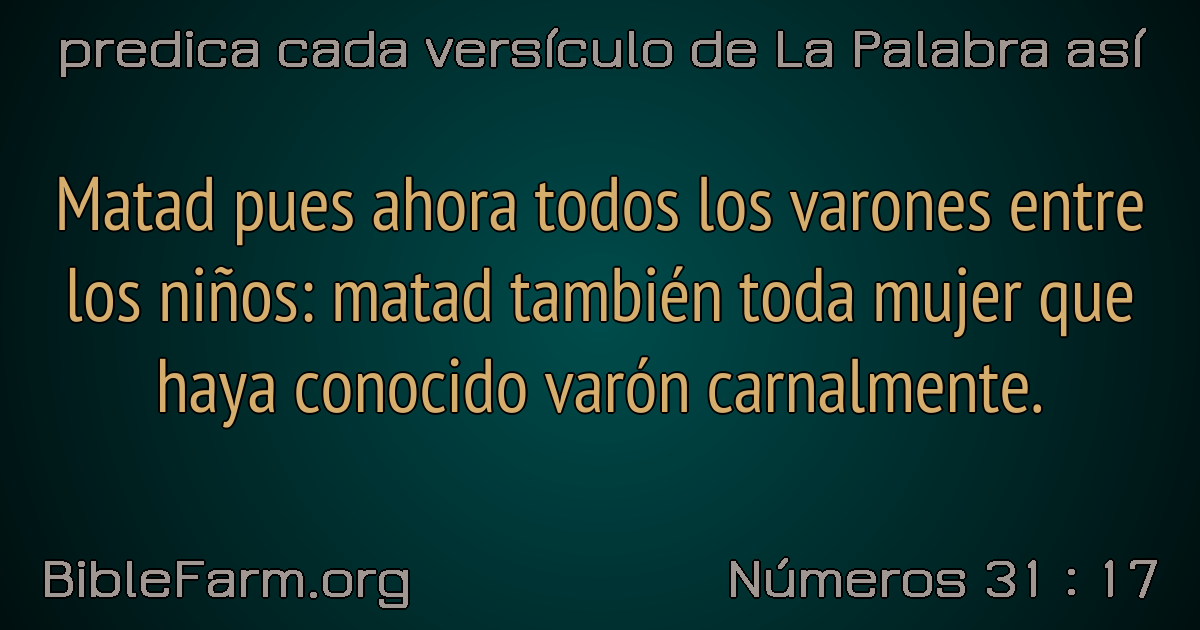 predica cada versículo de La Palabra así
Matad pues ahora todos los varones entre
los niños: matad también toda mujer que
haya conocido varón carnalmente.
BibleFarm.org
Números 31 : 17